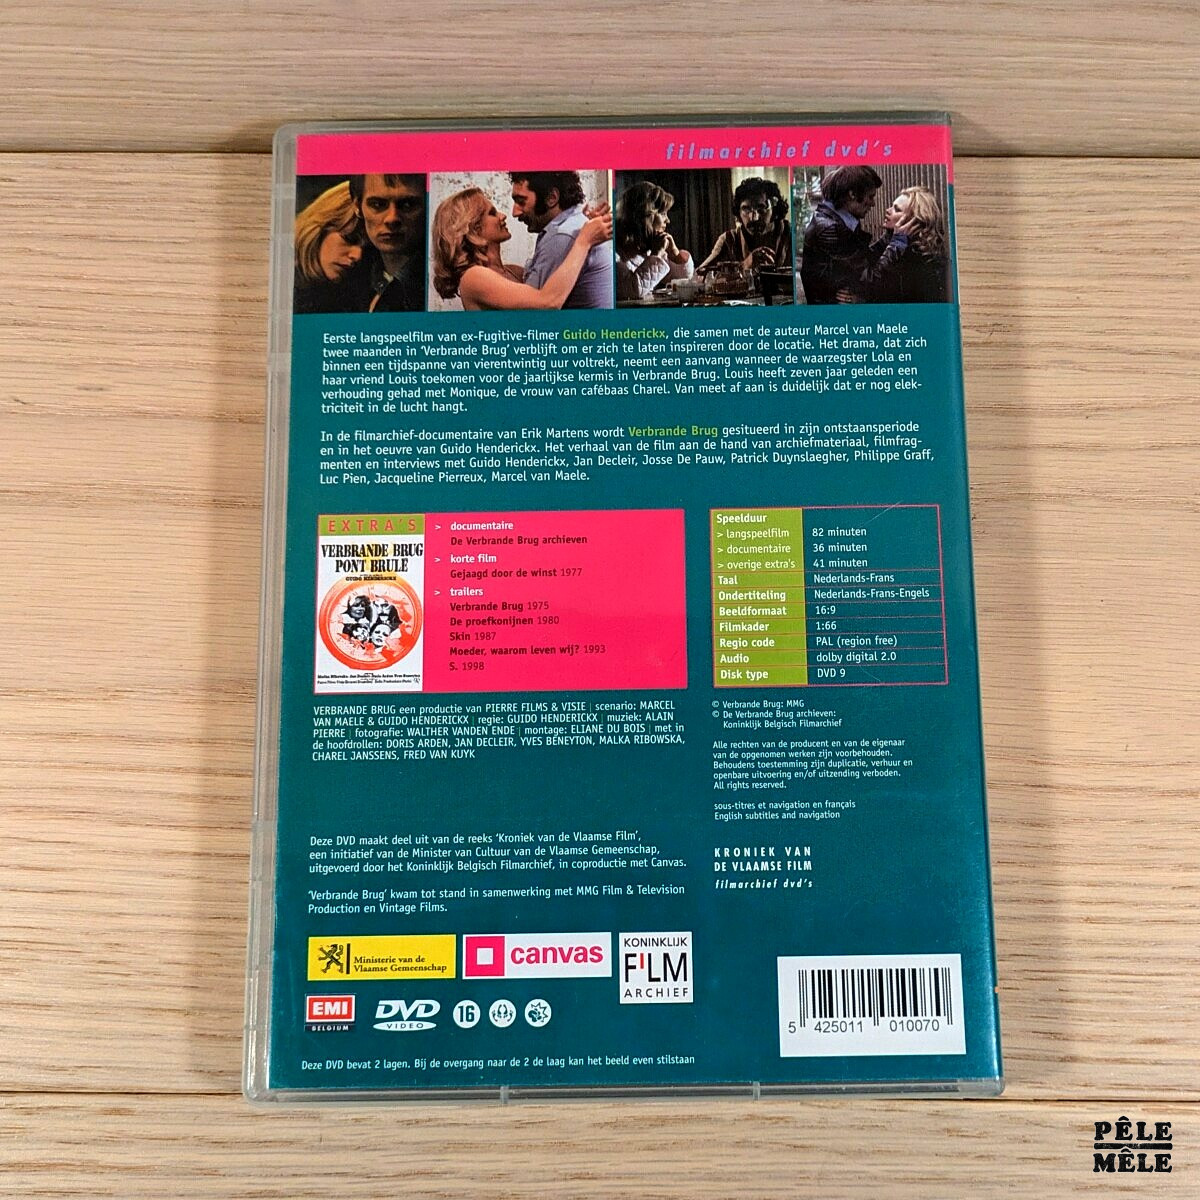 filmarchief dvd's
Eerste langspeelfilm van ex-Fugitive-filmer Guido Henderickx, die samen met de auteur Marcel van Maele
twee maanden in 'Verbrande Brug' verblijft om er zich te laten inspireren door de locatie. Het drama, dat zich
binnen een tijdspanne van vierentwintig uur voltrekt, neemt een aanvang wanneer de waarzegster Lola en
haar vriend Louis toekomen voor de jaarlijkse kermis in Verbrande Brug. Louis heeft zeven jaar geleden een
verhouding gehad met Monique, de vrouw van cafébaas Charel. Van meet af aan is duidelijk dat er nog elek-
triciteit in de lucht hangt.
In de filmarchief-documentaire van Erik Martens wordt Verbrande Brug gesitueerd in zijn ontstaansperiode
en in het oeuvre van Guido Henderickx. Het verhaal van de film aan de hand van archiefmateriaal, filmfrag-
menten en interviews met Guido Henderickx, Jan Decleir, Josse De Pauw, Patrick Duynslaegher, Philippe Graff,
Luc Pien, Jacqueline Pierreux, Marcel van Maele.
EXTRA'S
VERBRANDE BRUG
PONT BRULE
GUIDO HENDERICKX
> documentaire
De Verbrande Brug archieven
> korte film
Gejaagd door de winst 1977
> trailers
Verbrande Brug 1975
De proefkonijnen 1980
Skin 1987
Moeder, waarom leven wij? 1993
S. 1998
Speelduur
> langspeelfilm 82 minuten
> documentaire 36 minuten
> overige extra's 41 minuten
Taal Nederlands-Frans
Ondertiteling Nederlands-Frans-Engels
Beeldformaat 16:9
Filmkader 1:66
Regio code PAL (region free)
Audio dolby digital 2.0
Disk type DVD 9
VERBRANDE BRUG een productie van PIERRE FILMS & VISIE | scenario: MARCEL
VAN MAELE & GUIDO HENDERICKX | regie: GUIDO HENDERICKX | muziek: ALAIN
PIERRE | fotografie: WALTHER VANDEN ENDE | montage: ELIANE DU BOIS | met in
de hoofdrollen: DORIS ARDEN, JAN DECLEIR, YVES BENEYTON, MALKA RIBOWSKA,
CHAREL JANSSENS, FRED VAN KUYK
© Verbrande Brug: MMG
© De Verbrande Brug archieven:
Koninklijk Belgisch Filmarchief
Alle rechten van de producent en van de eigenaar
van de opgenomen werken zijn voorbehouden.
Behoudens toestemming zijn duplicatie, verhuur en
openbare uitvoering en/of uitzending verboden.
All rights reserved.
sous-titres et navigation en français
English subtitles and navigation
Deze DVD maakt deel uit van de reeks 'Kroniek van de Vlaamse Film',
een initiatief van de Minister van Cultuur van de Vlaamse Gemeenschap,
uitgevoerd door het Koninklijk Belgisch Filmarchief, in coproductie met Canvas.
'Verbrande Brug' kwam tot stand in samenwerking met MMG Film & Television
Production en Vintage Films.
KRONIEK VAN
DE VLAAMSE FILM
filmarchief dvd's
Ministerie van de
Vlaamse Gemeenschap
canvas
KONINKLIJK
FILM
ARCHIEF
EMI
BELGIUM
DVD
VIDEO
16
5 425011 010070
Deze DVD bevat 2 lagen. Bij de overgang naar de 2 de laag kan het beeld even stilstaan
PÊLE
MÊLE